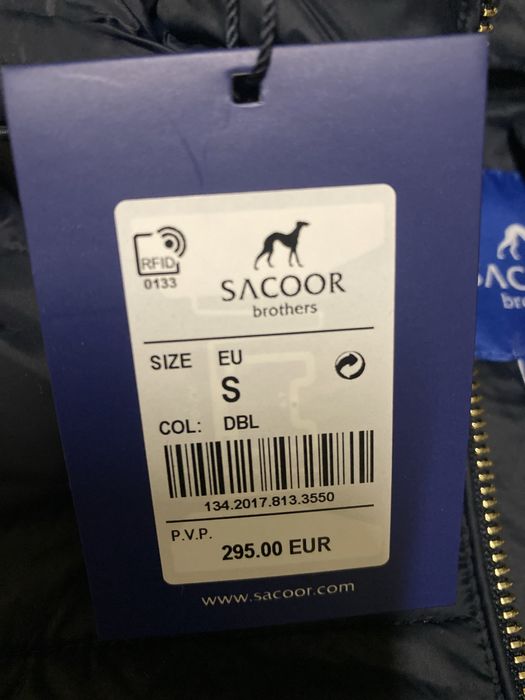 RFID
0133
SACOOR
brothers
SIZE EU
S
COL: DBL
134.2017.813.3550
P.V.P.
295.00 EUR
www.sacoor.com